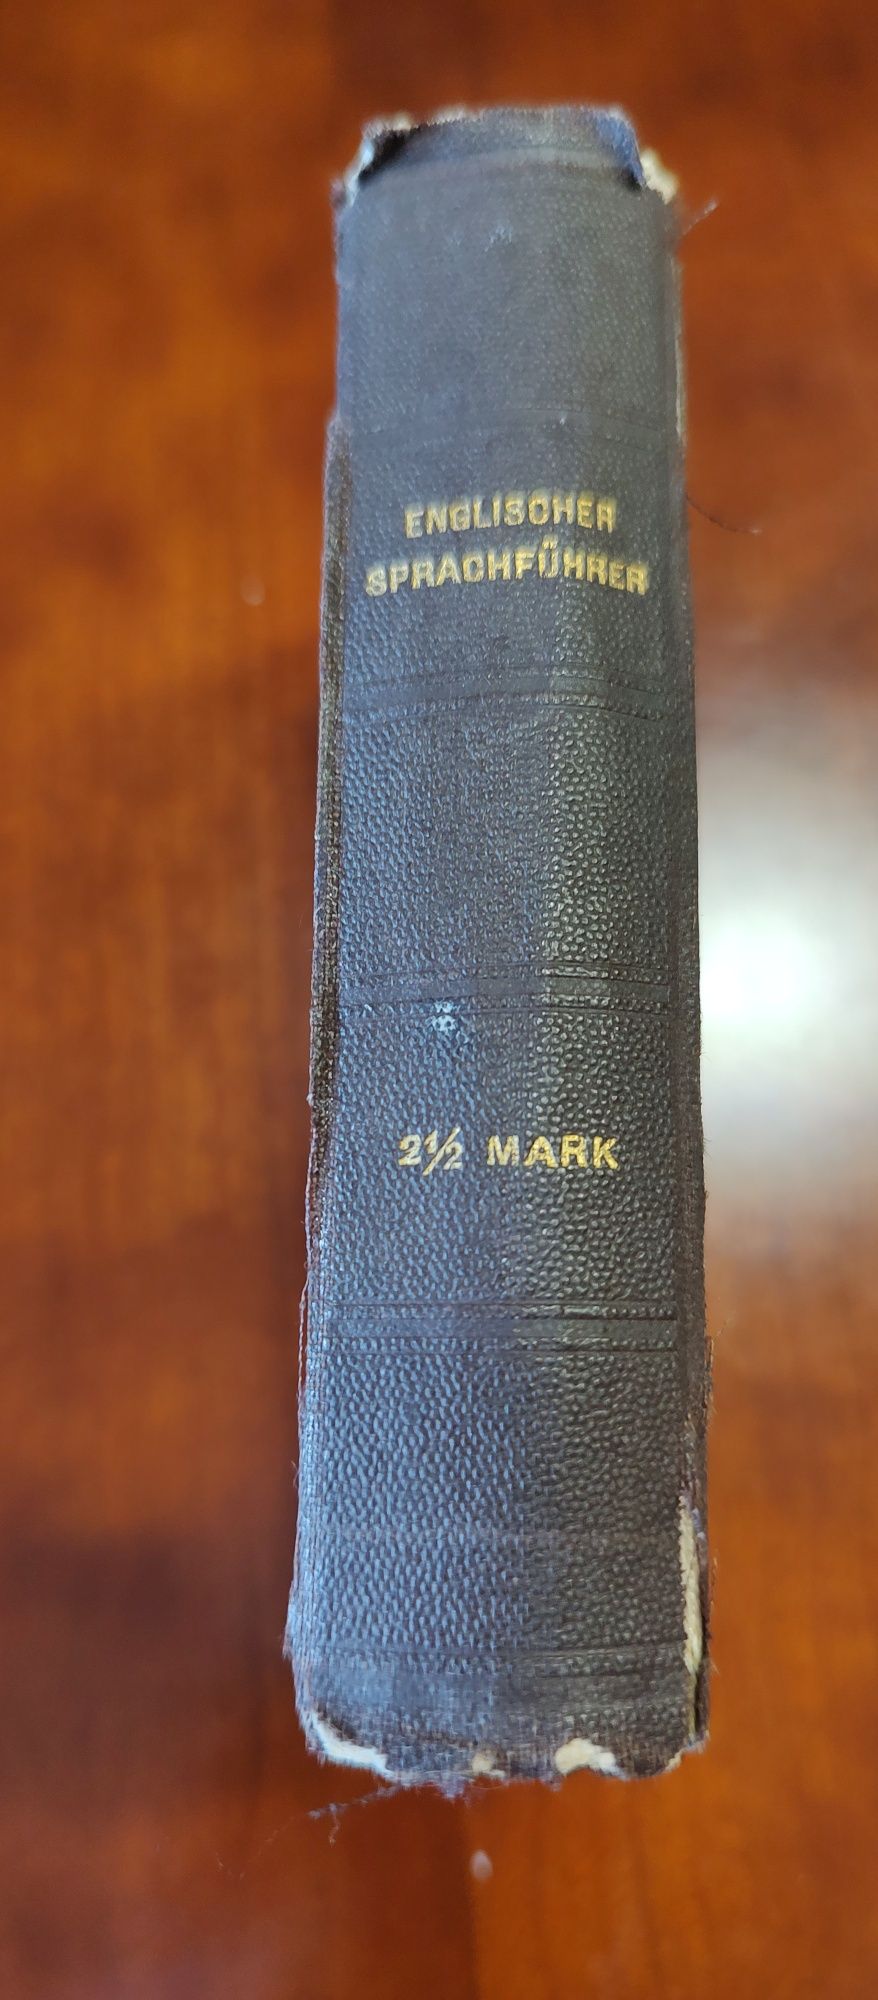 ENGLISCHER
SPRACHFÜHRER
2½ MARK